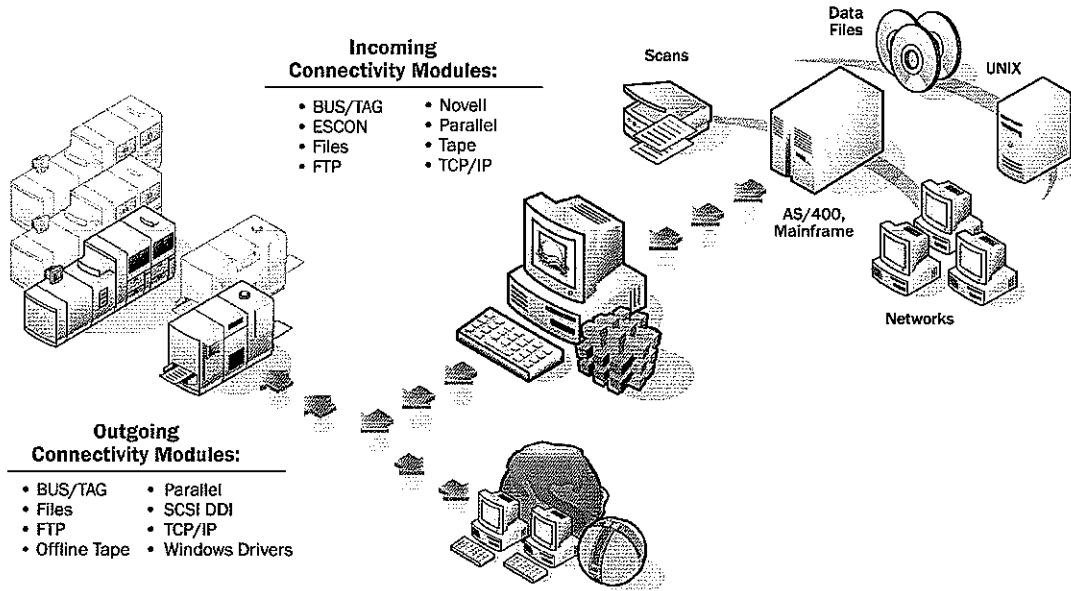 Incoming
Connectivity Modules:
• BUS/TAG
• ESCON
• Files
• FTP
• Novell
• Parallel
• Tape
• TCP/IP
Scans
Data
Files
UNIX
AS/400,
Mainframe
Networks
Outgoing
Connectivity Modules:
• BUS/TAG
• Files
• FTP
• Offline Tape
• Parallel
• SCSI DDI
• TCP/IP
• Windows Drivers